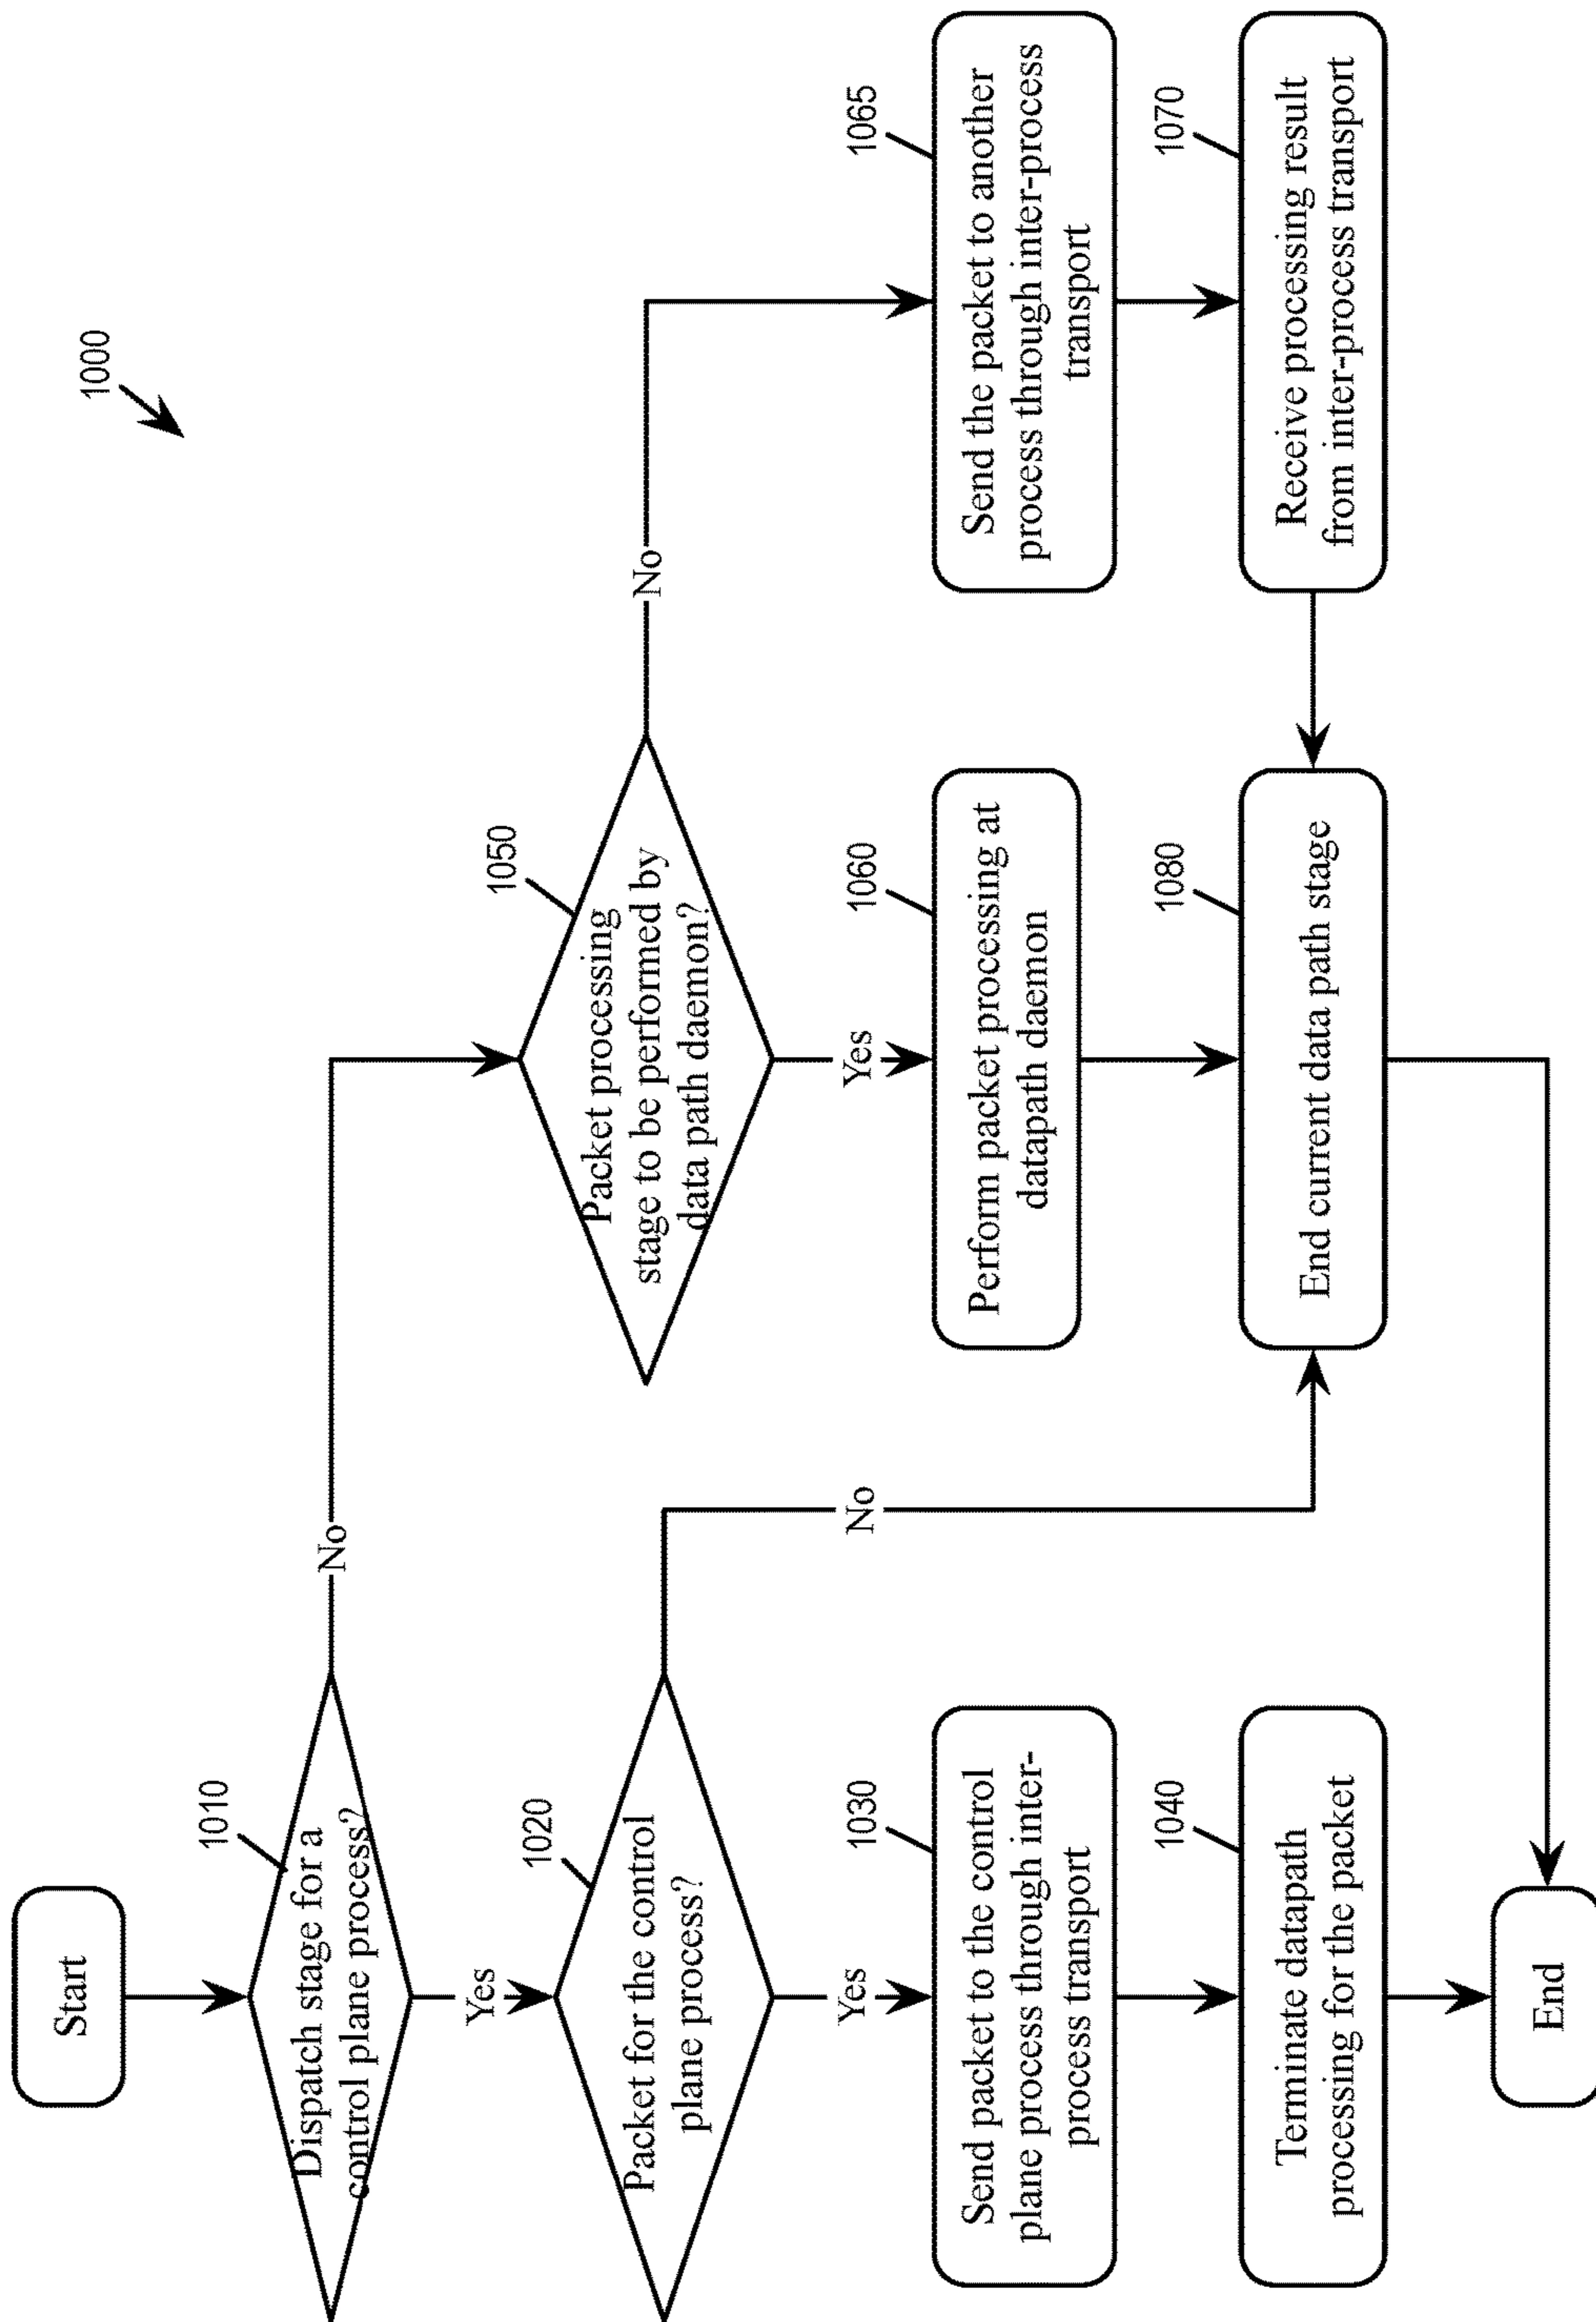 1000
Start
1010
Dispatch stage for a
control plane process?
No
Yes
1020
Packet for the control
plane process?
No
Yes
1030
Send packet to the control
plane process through inter-
process transport
1040
Terminate datapath
processing for the packet
1050
Packet processing
stage to be performed by
data path daemon?
No
Yes
1060
Perform packet processing at
datapath daemon
1065
Send the packet to another
process through inter-process
transport
1070
Receive processing result
from inter-process transport
1080
End current data path stage
End